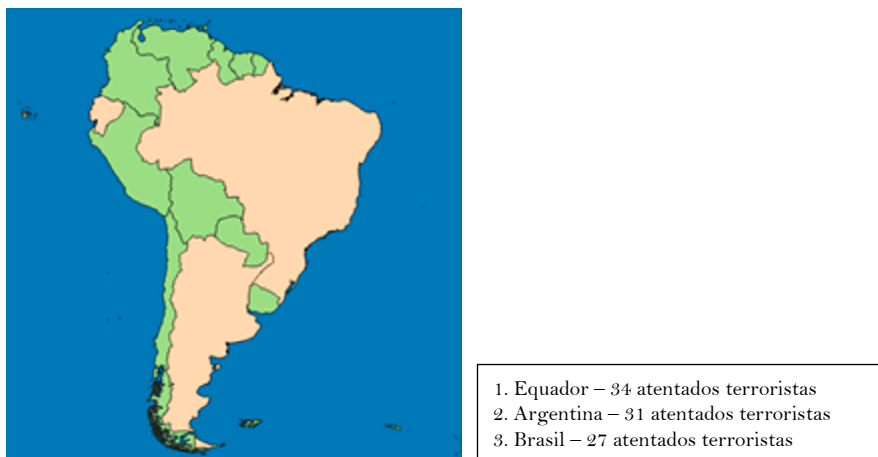 1. Equador – 34 atentados terroristas
2. Argentina – 31 atentados terroristas
3. Brasil – 27 atentados terroristas